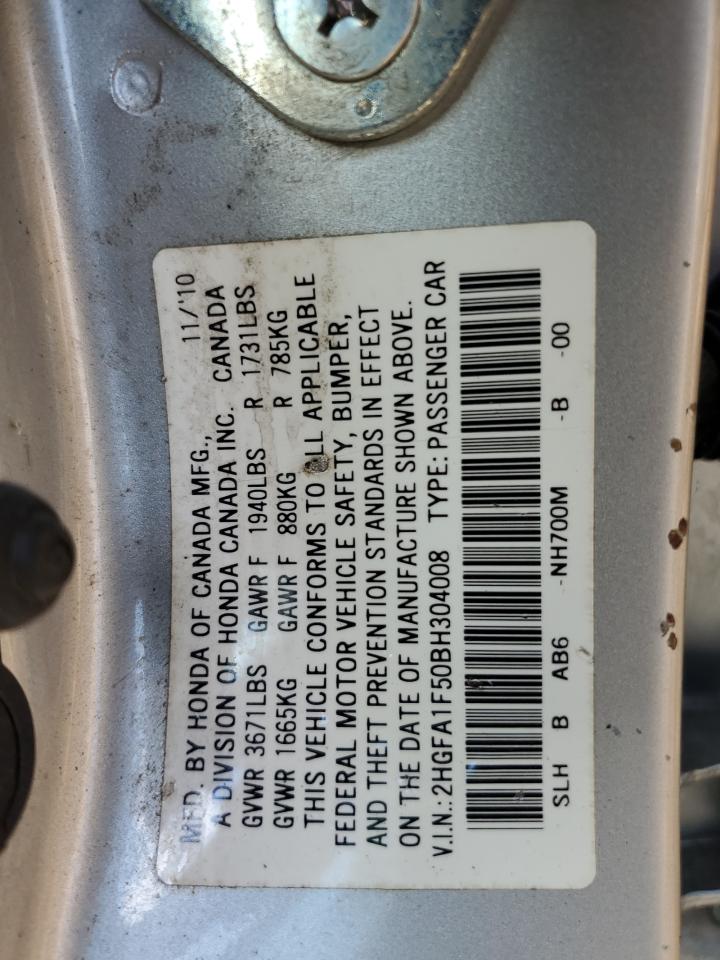 MFD. BY HONDA OF CANADA MFG., 11/'10
A DIVISION OF HONDA CANADA INC. CANADA
GVWR 3671LBS GAWR F 1940LBS R 1731LBS
GVWR 1665KG GAWR F 880KG R 785KG
THIS VEHICLE CONFORMS TO ALL APPLICABLE
FEDERAL MOTOR VEHICLE SAFETY, BUMPER,
AND THEFT PREVENTION STANDARDS IN EFFECT
ON THE DATE OF MANUFACTURE SHOWN ABOVE.
V.I.N.: 2HGFA1F50BH304008 TYPE: PASSENGER CAR
SLH B AB6 -NH700M -B -00